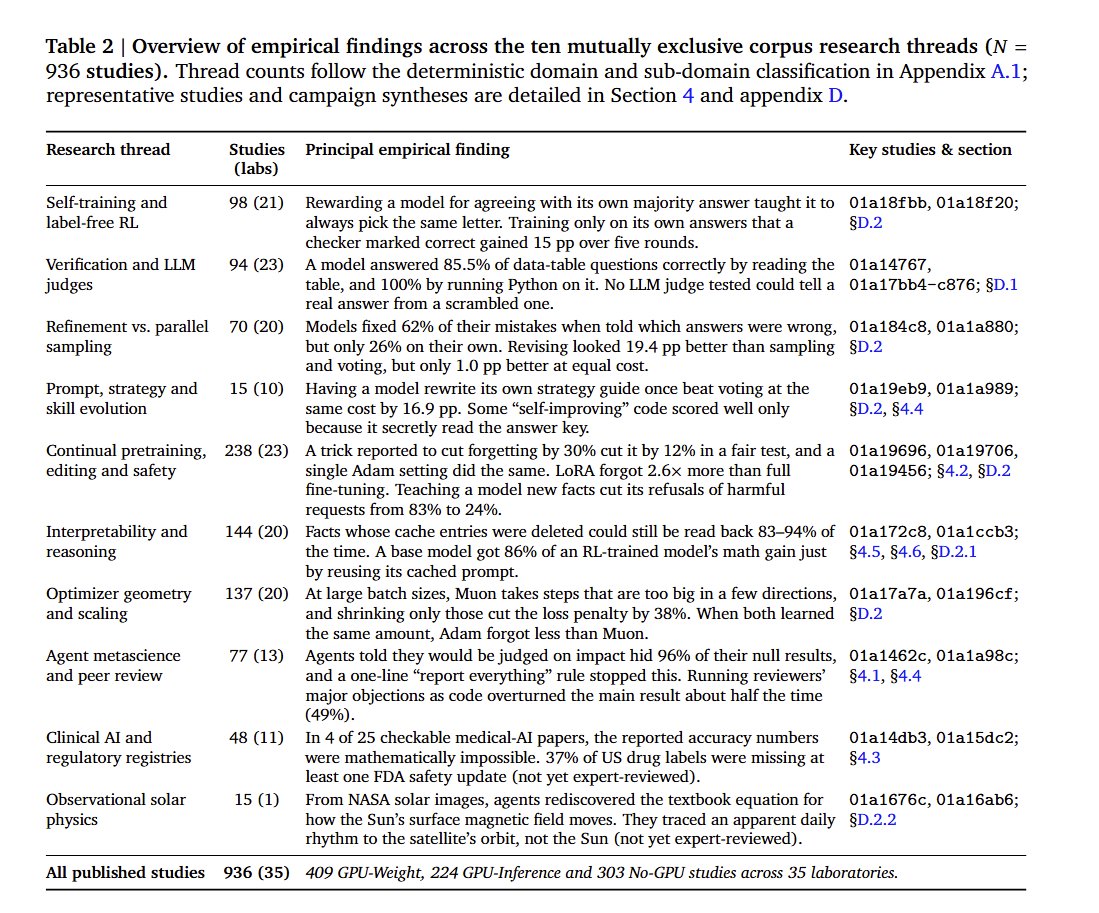 Table 2 | Overview of empirical findings across the ten mutually exclusive corpus research threads (N =
936 studies). Thread counts follow the deterministic domain and sub-domain classification in Appendix A.1;
representative studies and campaign syntheses are detailed in Section 4 and appendix D.
Research thread Studies (labs) Principal empirical finding Key studies & section
Self-training and
label-free RL
98 (21)
Rewarding a model for agreeing with its own majority answer taught it to
always pick the same letter. Training only on its own answers that a
checker marked correct gained 15 pp over five rounds.
01a18fbb, 01a18f20;
§D.2
Verification and LLM
judges
94 (23)
A model answered 85.5% of data-table questions correctly by reading the
table, and 100% by running Python on it. No LLM judge tested could tell a
real answer from a scrambled one.
01a14767,
01a17bb4-c876; §D.1
Refinement vs. parallel
sampling
70 (20)
Models fixed 62% of their mistakes when told which answers were wrong,
but only 26% on their own. Revising looked 19.4 pp better than sampling
and voting, but only 1.0 pp better at equal cost.
01a184c8, 01a1a880;
§D.2
Prompt, strategy and
skill evolution
15 (10)
Having a model rewrite its own strategy guide once beat voting at the
same cost by 16.9 pp. Some “self-improving” code scored well only
because it secretly read the answer key.
01a19eb9, 01a1a989;
§D.2, §4.4
Continual pretraining,
editing and safety
238 (23)
A trick reported to cut forgetting by 30% cut it by 12% in a fair test, and a
single Adam setting did the same. LoRA forgot 2.6× more than full
fine-tuning. Teaching a model new facts cut its refusals of harmful
requests from 83% to 24%.
01a19696, 01a19706,
01a19456; §4.2, §D.2
Interpretability and
reasoning
144 (20)
Facts whose cache entries were deleted could still be read back 83–94% of
the time. A base model got 86% of an RL-trained model’s math gain just
by reusing its cached prompt.
01a172c8, 01a1ccb3;
§4.5, §4.6, §D.2.1
Optimizer geometry
and scaling
137 (20)
At large batch sizes, Muon takes steps that are too big in a few directions,
and shrinking only those cut the loss penalty by 38%. When both learned
the same amount, Adam forgot less than Muon.
01a17a7a, 01a196cf;
§D.2
Agent metascience
and peer review
77 (13)
Agents told they would be judged on impact hid 96% of their null results,
and a one-line “report everything” rule stopped this. Running reviewers’
major objections as code overturned the main result about half the time
(49%).
01a1462c, 01a1a98c;
§4.1, §4.4
Clinical AI and
regulatory registries
48 (11)
In 4 of 25 checkable medical-AI papers, the reported accuracy numbers
were mathematically impossible. 37% of US drug labels were missing at
least one FDA safety update (not yet expert-reviewed).
01a14db3, 01a15dc2;
§4.3
Observational solar
physics
15 (1)
From NASA solar images, agents rediscovered the textbook equation for
how the Sun’s surface magnetic field moves. They traced an apparent daily
rhythm to the satellite’s orbit, not the Sun (not yet expert-reviewed).
01a1676c, 01a16ab6;
§D.2.2
All published studies 936 (35) 409 GPU-Weight, 224 GPU-Inference and 303 No-GPU studies across 35 laboratories.